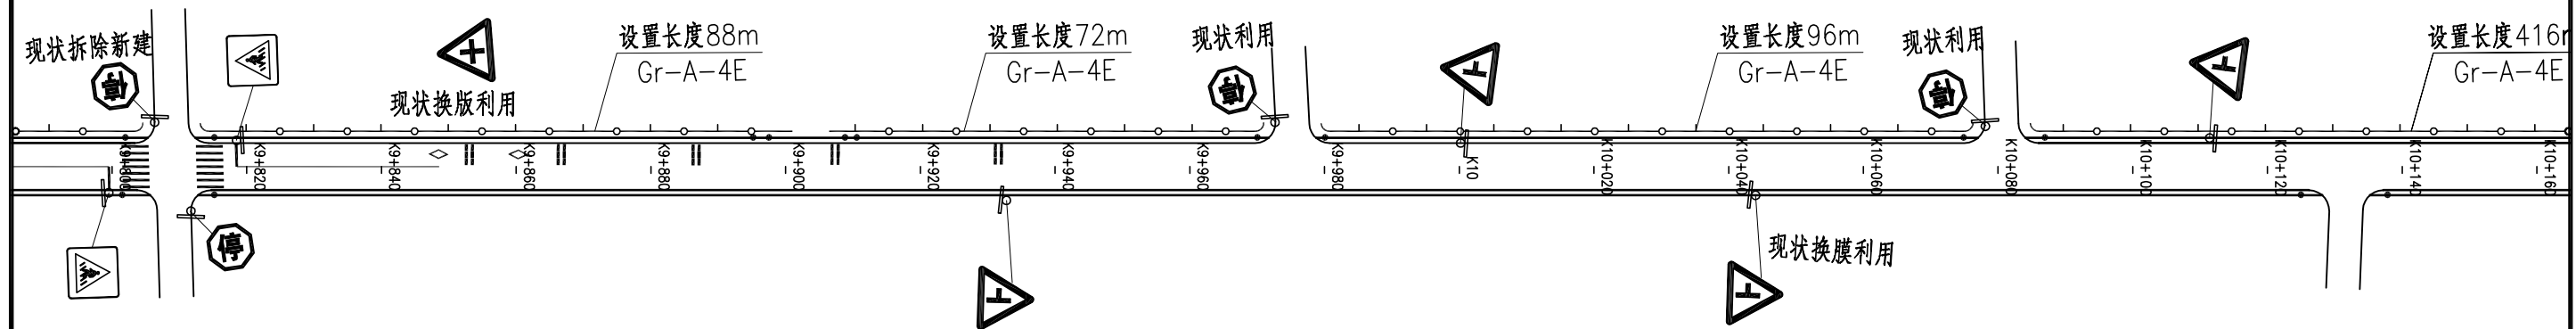 现状拆除新建
停
现状换版利用
设置长度88m
Gr-A-4E
设置长度72m
Gr-A-4E
现状利用
停
设置长度96m
Gr-A-4E
现状利用
停
设置长度416m
Gr-A-4E
K9+800
K9+820
K9+840
K9+860
K9+880
K9+900
K9+920
K9+940
K9+960
K9+980
K10
K10+020
K10+040
K10+060
K10+080
K10+100
K10+120
K10+140
K10+160
停
现状换膜利用